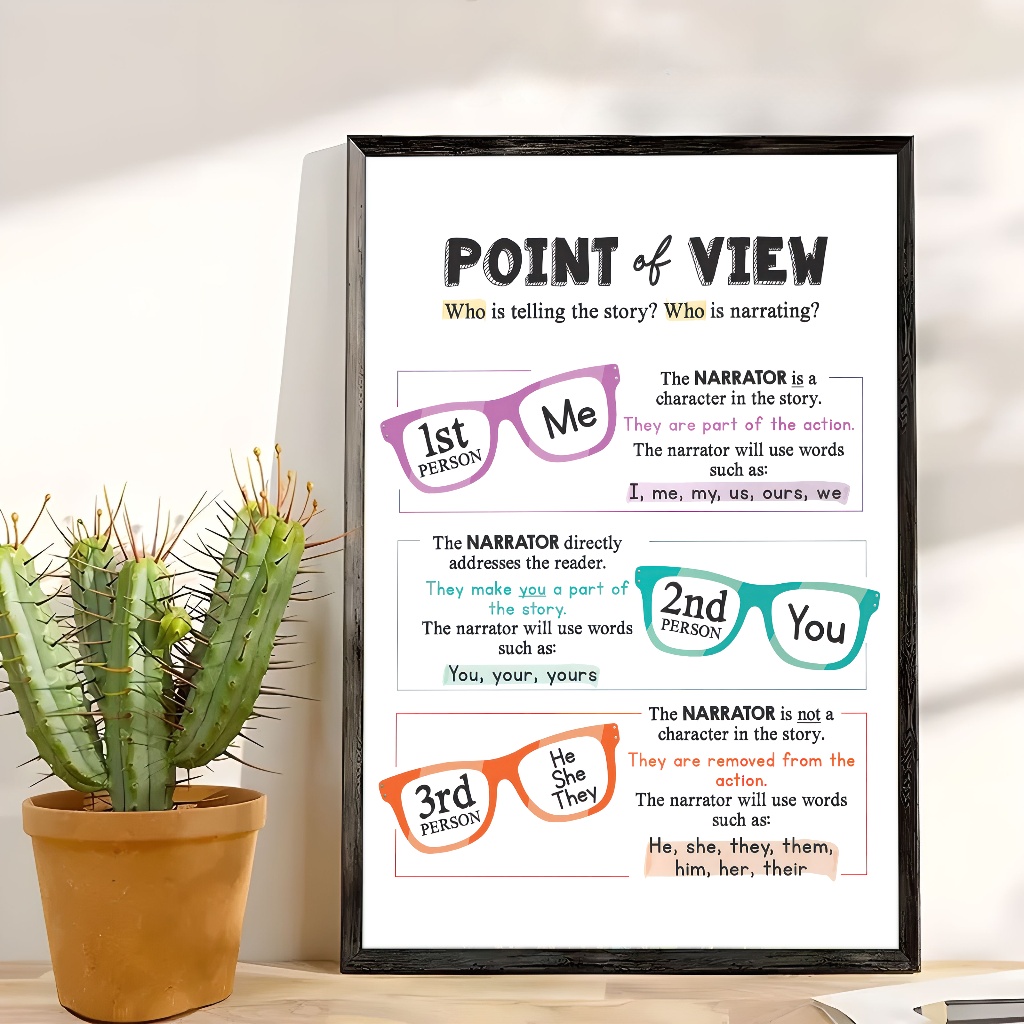 POINT of VIEW
Who is telling the story? Who is narrating?
1st
PERSON
Me
The NARRATOR is a
character in the story.
They are part of the action.
The narrator will use words
such as:
I, me, my, us, ours, we
The NARRATOR directly
addresses the reader.
They make you a part of
the story.
The narrator will use words
such as:
You, your, yours
2nd
PERSON
You
3rd
PERSON
He
She
They
The NARRATOR is not a
character in the story.
They are removed from the
action.
The narrator will use words
such as:
He, she, they, them,
him, her, their